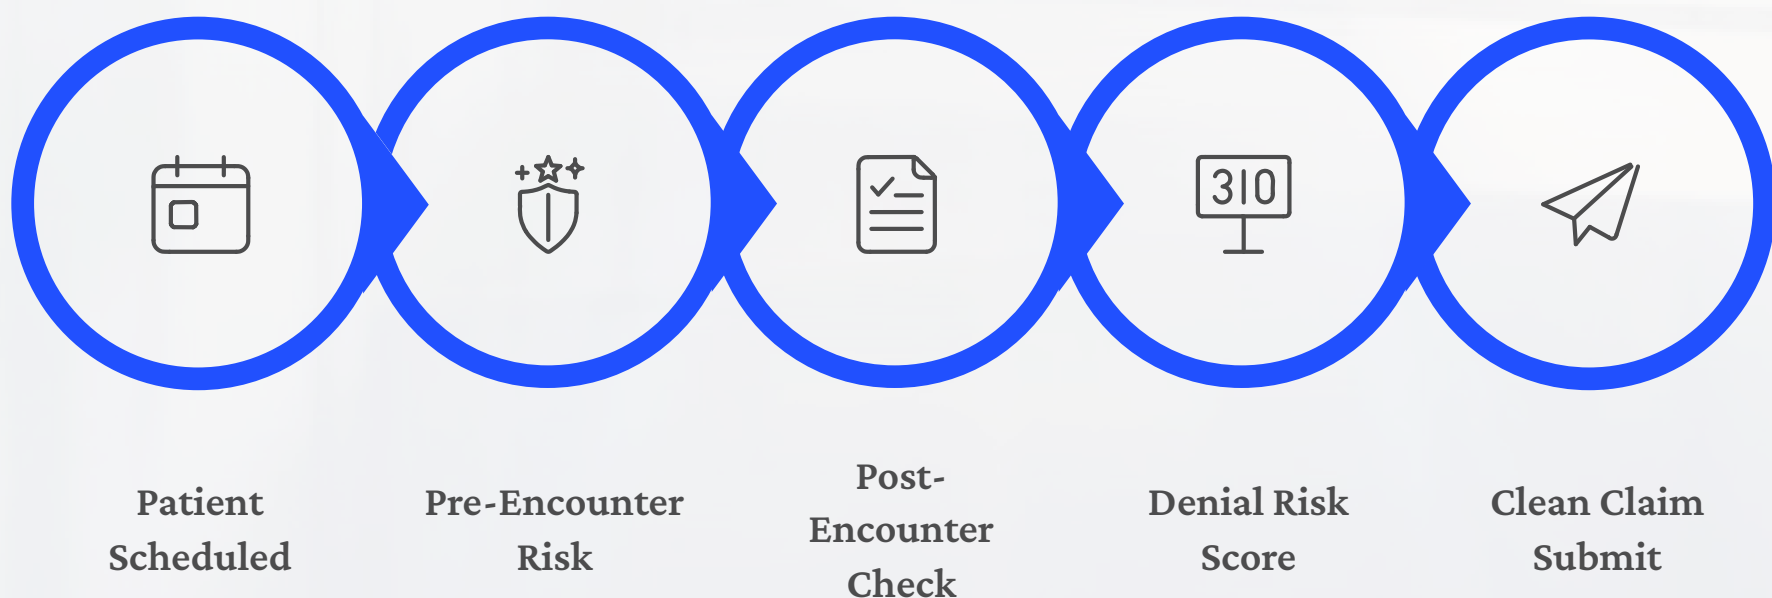 310
Patient
Scheduled
Pre-Encounter
Risk
Post-
Encounter
Check
Denial Risk
Score
Clean Claim
Submit